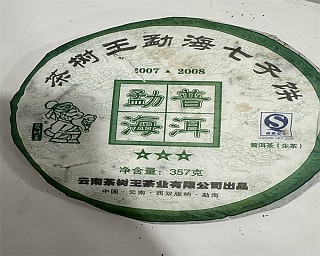 茶树王勐海七子饼
2007 ▲ 2008
勐普
海洱
★★★
普洱茶（生茶）
净含量：357克
云南茶树王茶业有限公司出品
中国·云南·西双版纳·勐海